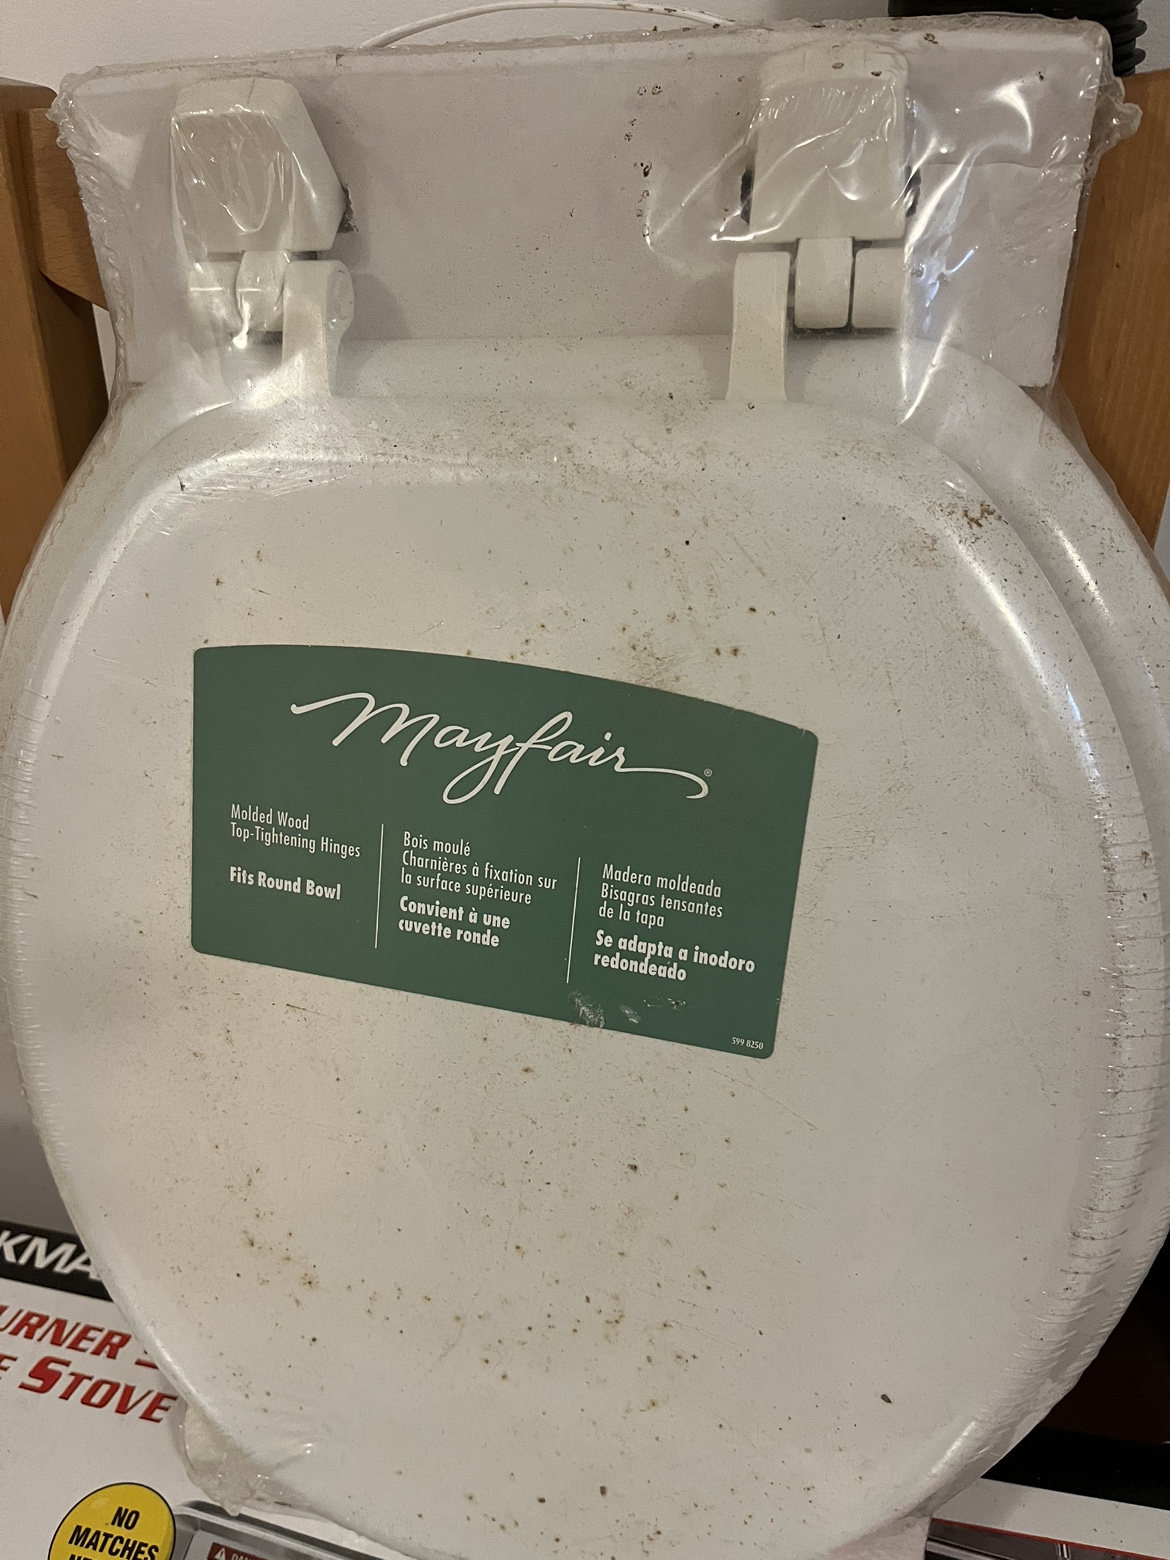 Mayfair®
Molded Wood
Top-Tightening Hinges
Fits Round Bowl
Bois moulé
Charnières à fixation sur
la surface supérieure
Convient à une
cuvette ronde
Madera moldeada
Bisagras tensantes
de la tapa
Se adapta a inodoro
redondeado
599 8250
STOVE
NO
MATCHES